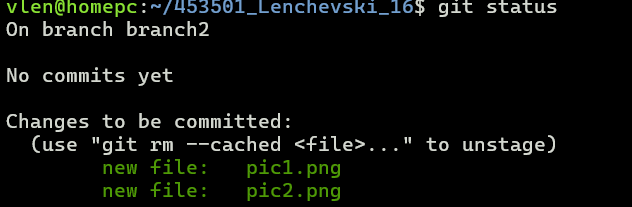 vlen@homepc:~/453501_Lenchevski_16$ git status
On branch branch2
No commits yet
Changes to be committed:
(use "git rm --cached <file>..." to unstage)
new file: pic1.png
new file: pic2.png